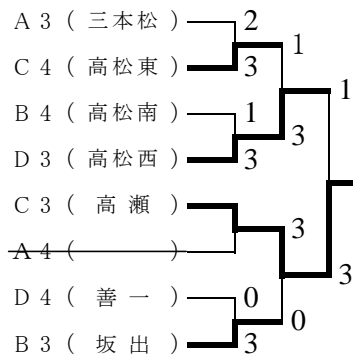 A 3 ( 三本松 ) 2
1
C 4 ( 高松東 ) 3
B 4 ( 高松南 ) 1
3
D 3 ( 高松西 ) 3
C 3 ( 高 瀬 )
3
A 4 ( )
3
D 4 ( 善 一 ) 0
0
B 3 ( 坂 出 ) 3